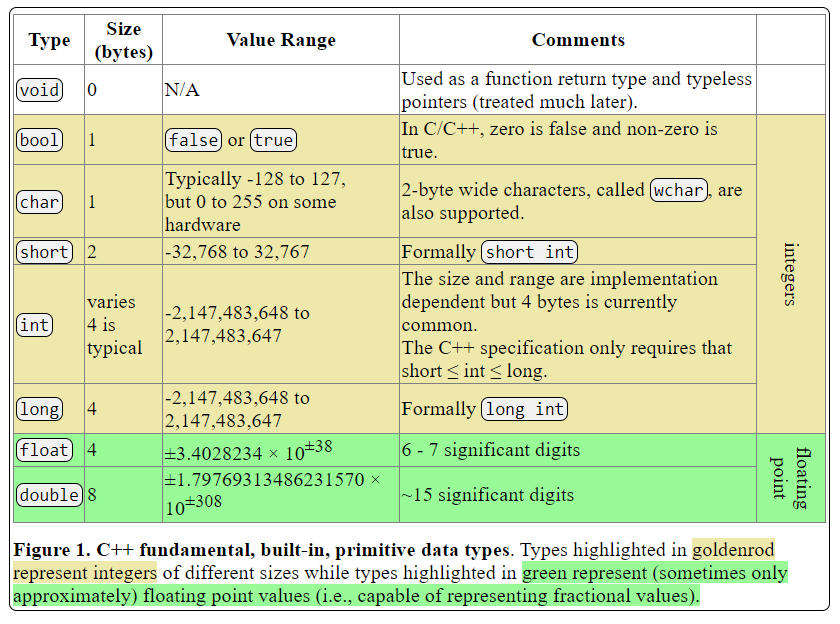 Type Size (bytes) Value Range Comments
void 0 N/A Used as a function return type and typeless
pointers (treated much later).
bool 1 false or true In C/C++, zero is false and non-zero is
true.
char 1 Typically -128 to 127,
but 0 to 255 on some
hardware
2-byte wide characters, called wchar, are
also supported.
short 2 -32,768 to 32,767 Formally short int
int varies
4 is
typical
-2,147,483,648 to
2,147,483,647
The size and range are implementation
dependent but 4 bytes is currently
common.
The C++ specification only requires that
short ≤ int ≤ long.
long 4 -2,147,483,648 to
2,147,483,647
Formally long int
integers
float 4 ±3.4028234 × 10±38 6 - 7 significant digits
double 8 ±1.79769313486231570 ×
10±308
~15 significant digits
floating
point
Figure 1. C++ fundamental, built-in, primitive data types. Types highlighted in goldenrod
represent integers of different sizes while types highlighted in green represent (sometimes only
approximately) floating point values (i.e., capable of representing fractional values).